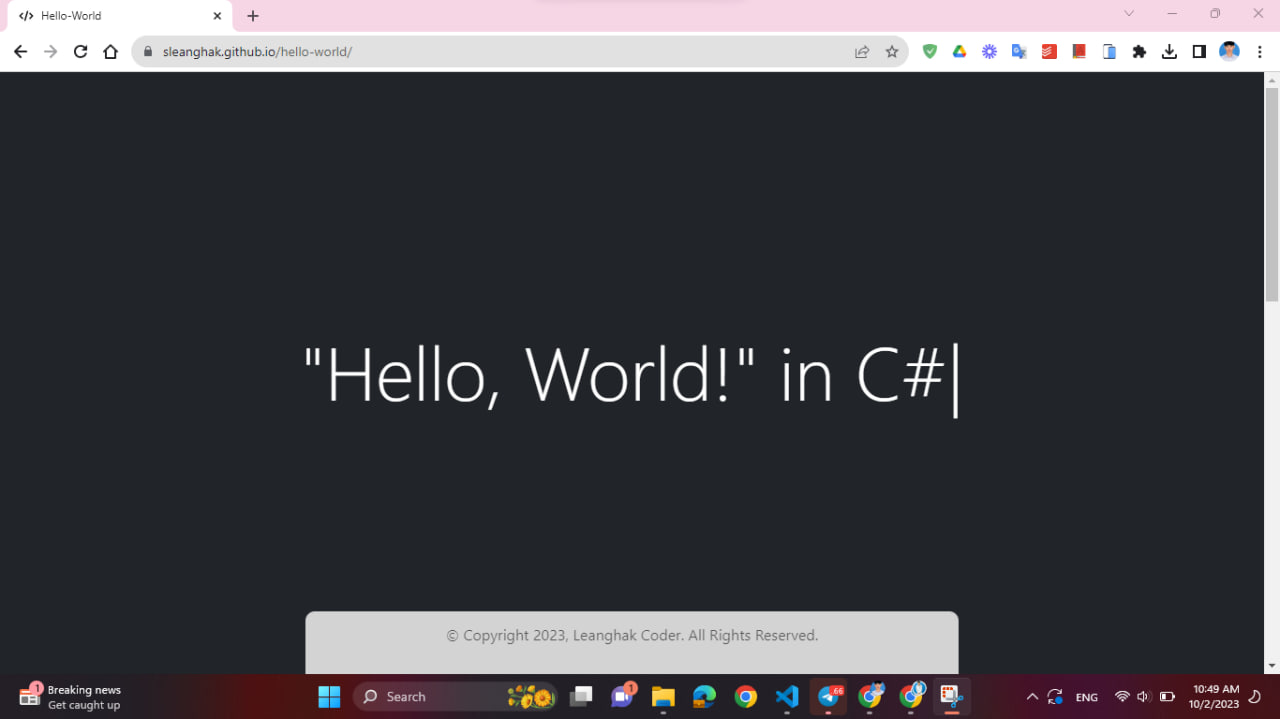 Hello-World
sleanghak.github.io/hello-world/
"Hello, World!" in C#|
© Copyright 2023, Leanghak Coder. All Rights Reserved.
1
Breaking news
Get caught up
Search
1
66
ENG
10:49 AM
10/2/2023